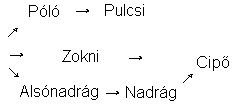 Póló → Pulcsi
Zokni → Cipő
Alsónadrág → Nadrág